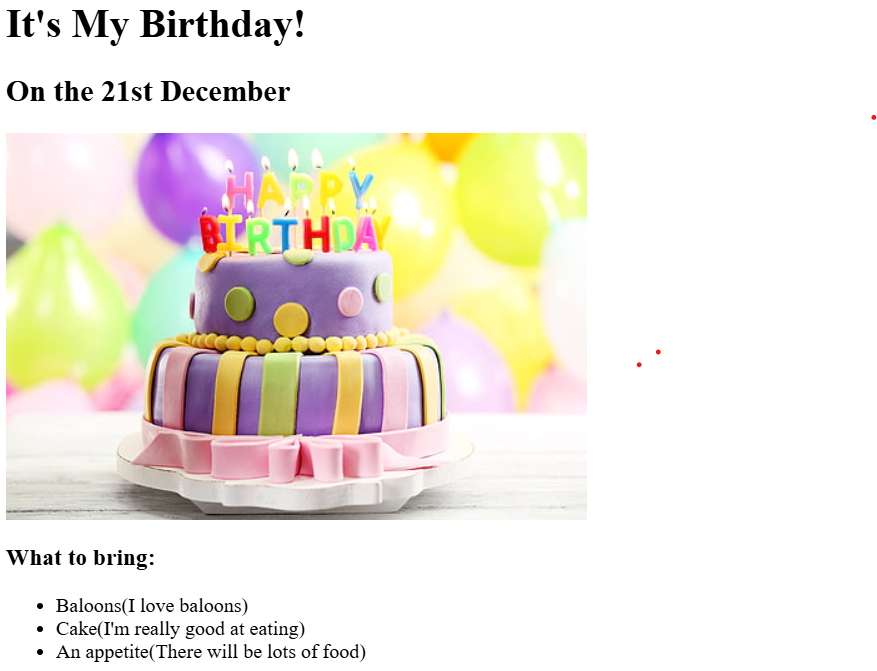 It's My Birthday!
On the 21st December
HAPPY
BIRTHDAY
What to bring:
Baloons(I love baloons)
Cake(I'm really good at eating)
An appetite(There will be lots of food)